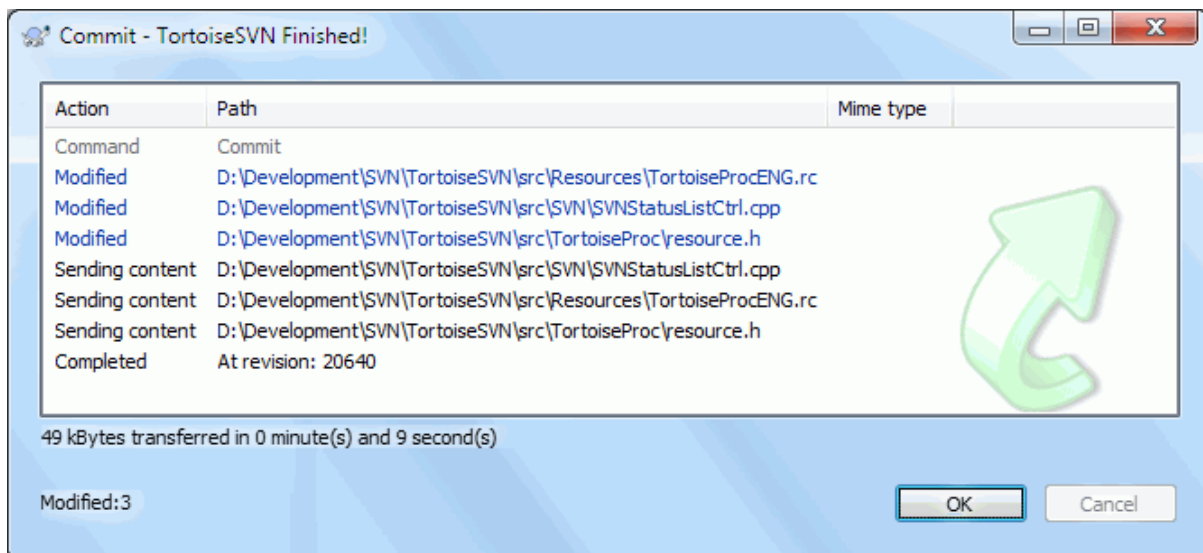 Commit - TortoiseSVN Finished!
Action Path Mime type
Command Commit
Modified D:\Development\SVN\TortoiseSVN\src\Resources\TortoiseProcENG.rc
Modified D:\Development\SVN\TortoiseSVN\src\SVN\SVNStatusListCtrl.cpp
Modified D:\Development\SVN\TortoiseSVN\src\TortoiseProc\resource.h
Sending content D:\Development\SVN\TortoiseSVN\src\SVN\SVNStatusListCtrl.cpp
Sending content D:\Development\SVN\TortoiseSVN\src\Resources\TortoiseProcENG.rc
Sending content D:\Development\SVN\TortoiseSVN\src\TortoiseProc\resource.h
Completed At revision: 20640
49 kBytes transferred in 0 minute(s) and 9 second(s)
Modified:3
OK Cancel